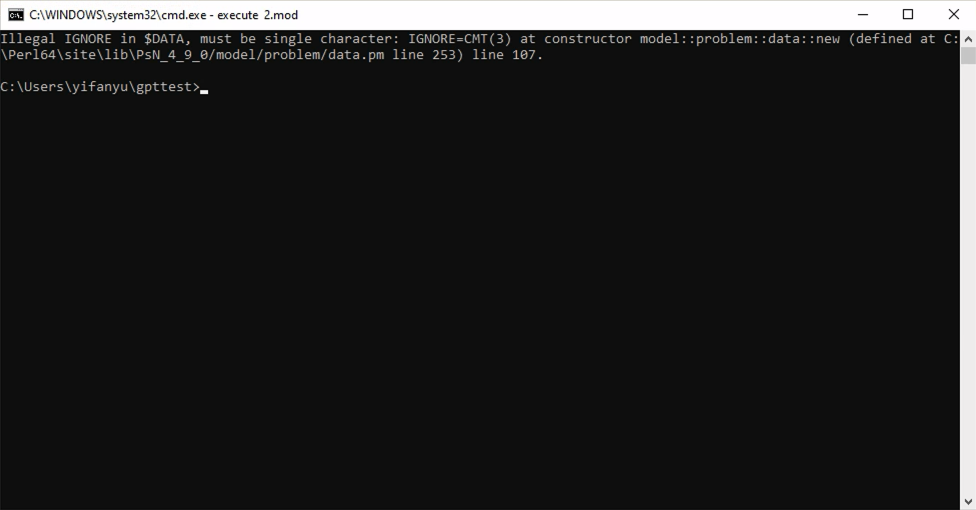 C:\WINDOWS\system32\cmd.exe - execute 2.mod
Illegal IGNORE in $DATA, must be single character: IGNORE=CMT(3) at constructor model::problem::data::new (defined at C:
\Perl64\site\lib\PsN_4_9_0/model/problem/data.pm line 253) line 107.
C:\Users\yifanyu\gpttest>